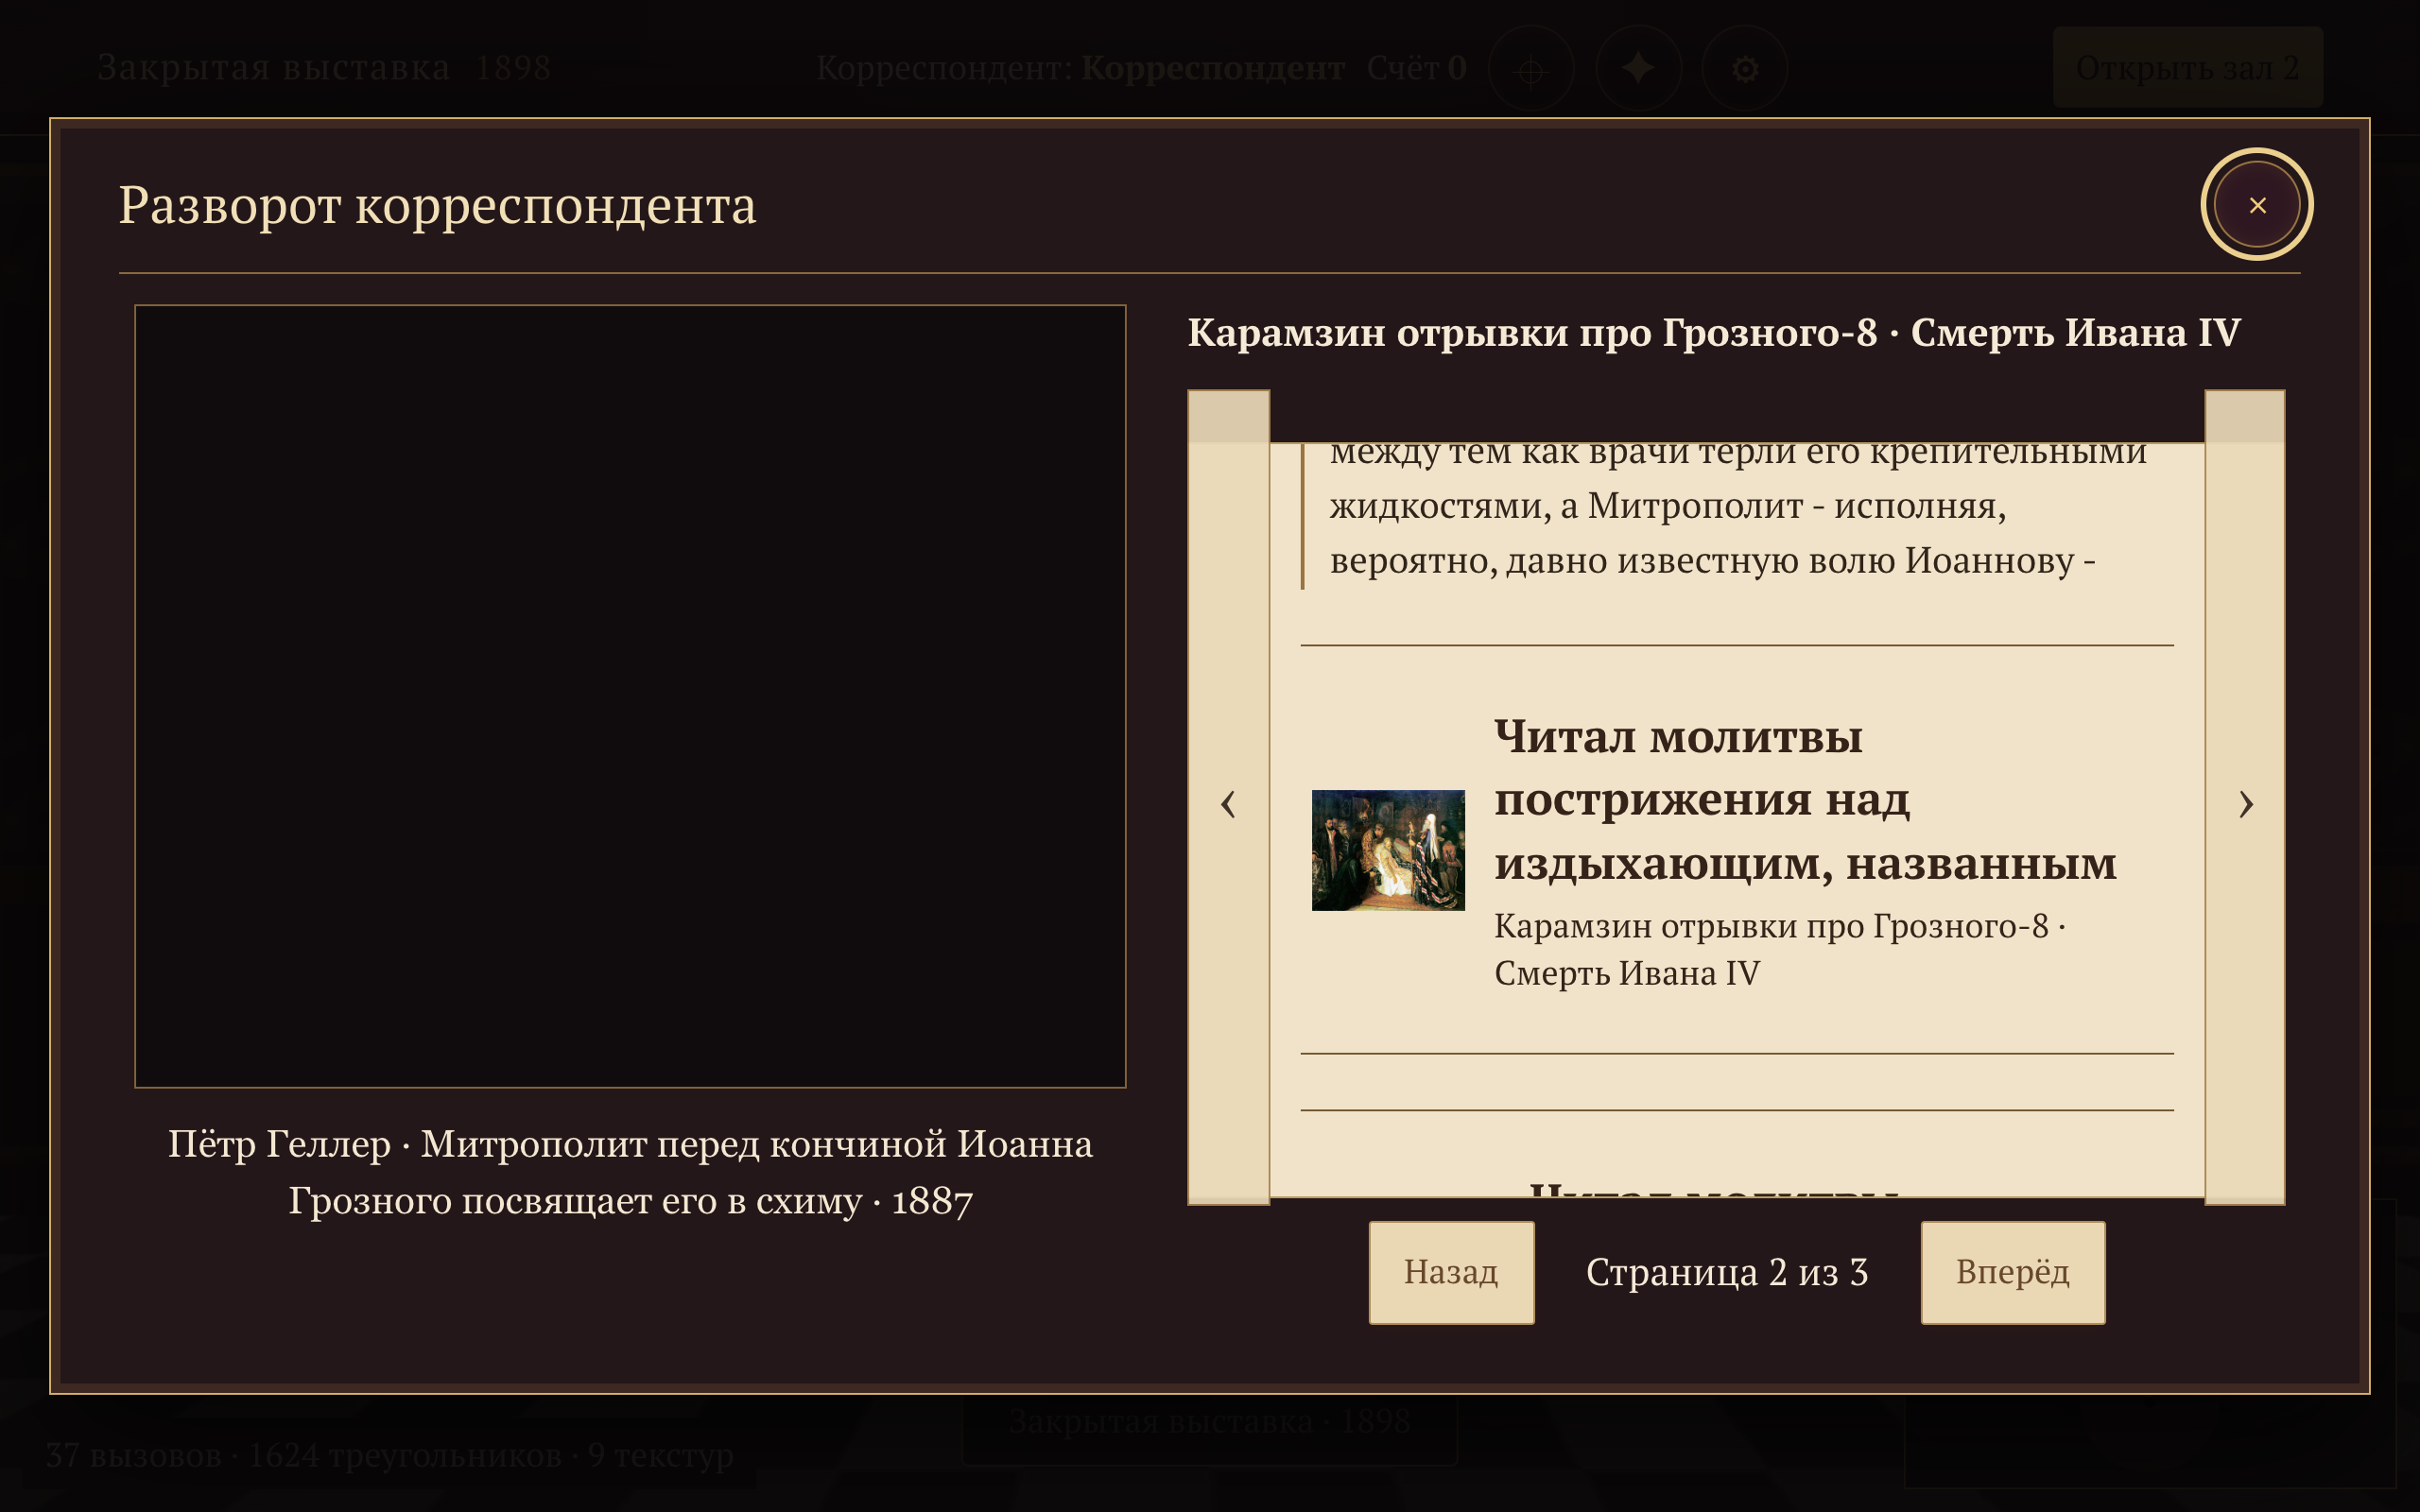 Закрытая выставка 1898
Корреспондент: Корреспондент Счёт 0
Открыть зал 2
Разворот корреспондента
×
Карамзин отрывки про Грозного-8 · Смерть Ивана IV
между тем как врачи терли его крепительными
жидкостями, а Митрополит - исполняя,
вероятно, давно известную волю Иоаннову -
Читал молитвы
пострижения над
издыхающим, названным
Карамзин отрывки про Грозного-8 ·
Смерть Ивана IV
Читал молитвы
‹
›
Пётр Геллер · Митрополит перед кончиной Иоанна
Грозного посвящает его в схиму · 1887
Назад
Страница 2 из 3
Вперёд
Закрытая выставка · 1898
37 вызовов · 1624 треугольников · 9 текстур